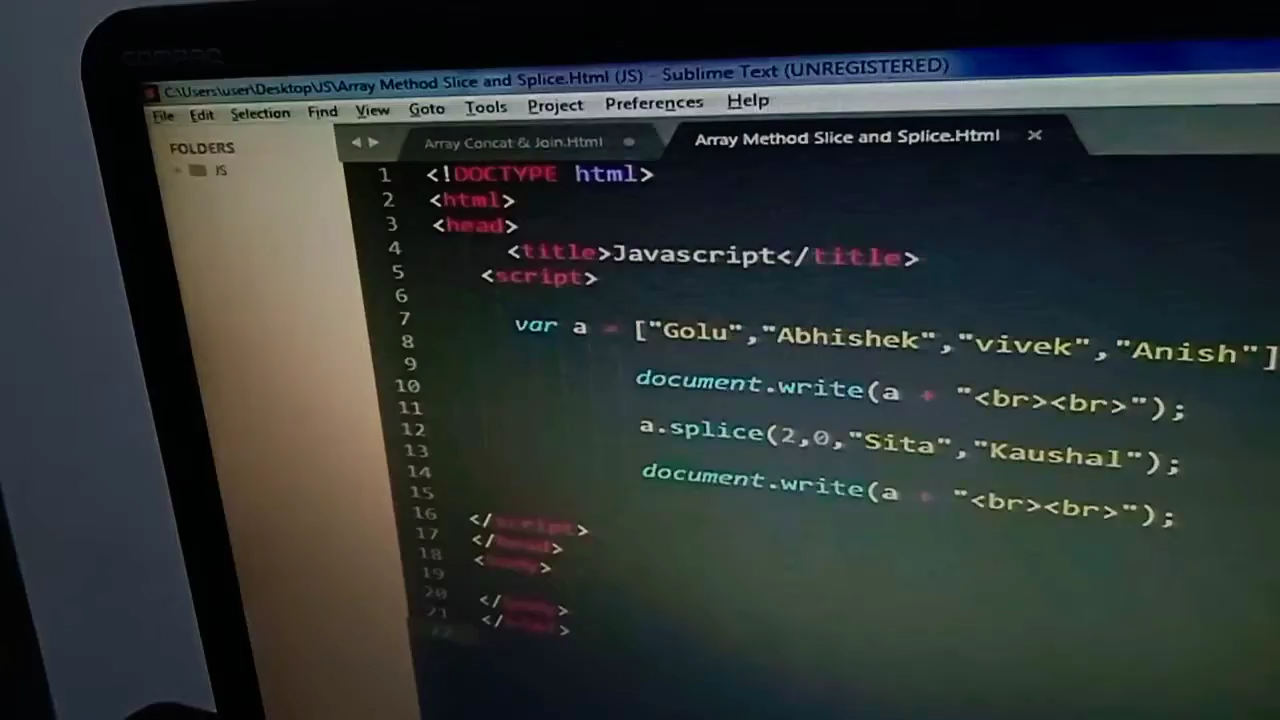 COMPAQ
C:\Users\user\Desktop\JS\Array Method Slice and Splice.Html (JS) - Sublime Text (UNREGISTERED)
File Edit Selection Find View Goto Tools Project Preferences Help
FOLDERS
JS
Array Concat & Join.Html
Array Method Slice and Splice.Html
1 <!DOCTYPE html>
2 <html>
3 <head>
4 <title>Javascript</title>
5 <script>
6
7 var a = ["Golu","Abhishek","vivek","Anish"]
8
9 document.write(a + "<br><br>");
10
11 a.splice(2,0,"Sita","Kaushal");
12
13 document.write(a + "<br><br>");
14
15
16 </script>
17 </head>
18 <body>
19
20 </body>
21 </html>
22